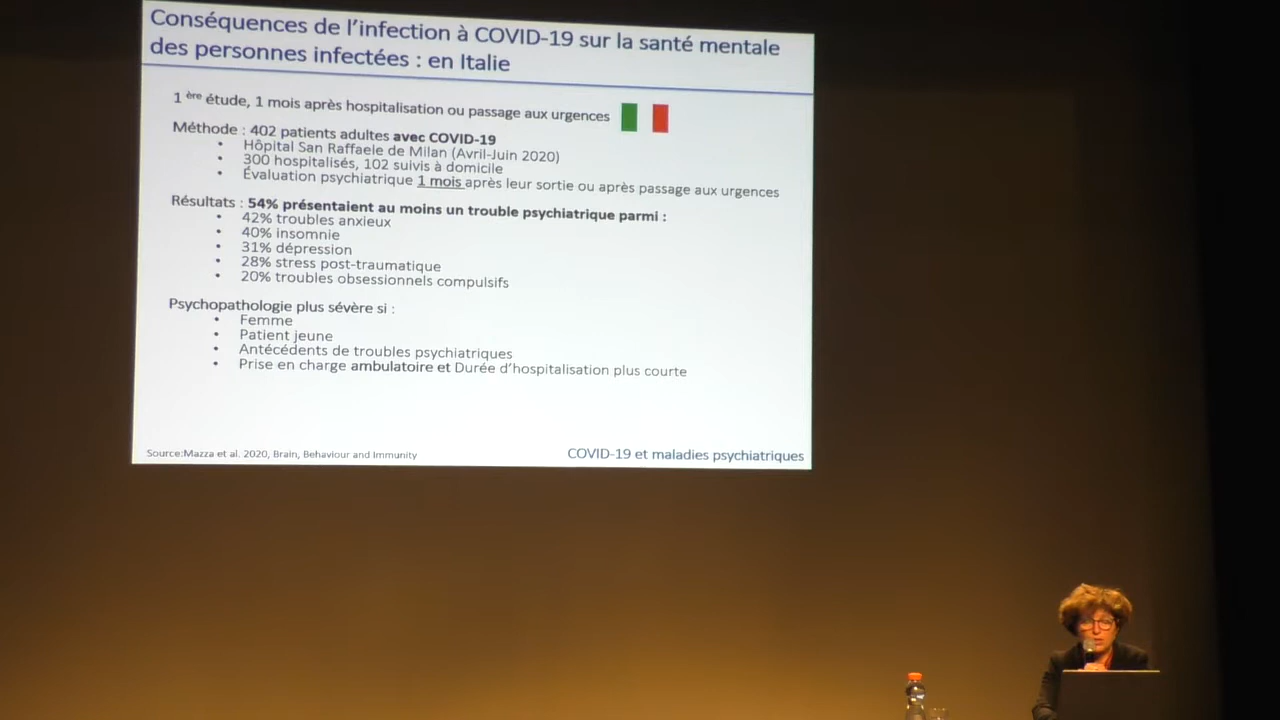 Conséquences de l'infection à COVID-19 sur la santé mentale
des personnes infectées : en Italie
1 ère étude, 1 mois après hospitalisation ou passage aux urgences
Méthode : 402 patients adultes avec COVID-19
• Hôpital San Raffaele de Milan (Avril-Juin 2020)
• 300 hospitalisés, 102 suivis à domicile
• Évaluation psychiatrique 1 mois après leur sortie ou après passage aux urgences
Résultats : 54% présentaient au moins un trouble psychiatrique parmi :
• 42% troubles anxieux
• 40% insomnie
• 31% dépression
• 28% stress post-traumatique
• 20% troubles obsessionnels compulsifs
Psychopathologie plus sévère si :
• Femme
• Patient jeune
• Antécédents de troubles psychiatriques
• Prise en charge ambulatoire et Durée d'hospitalisation plus courte
Source:Mazza et al. 2020, Brain, Behaviour and Immunity
COVID-19 et maladies psychiatriques